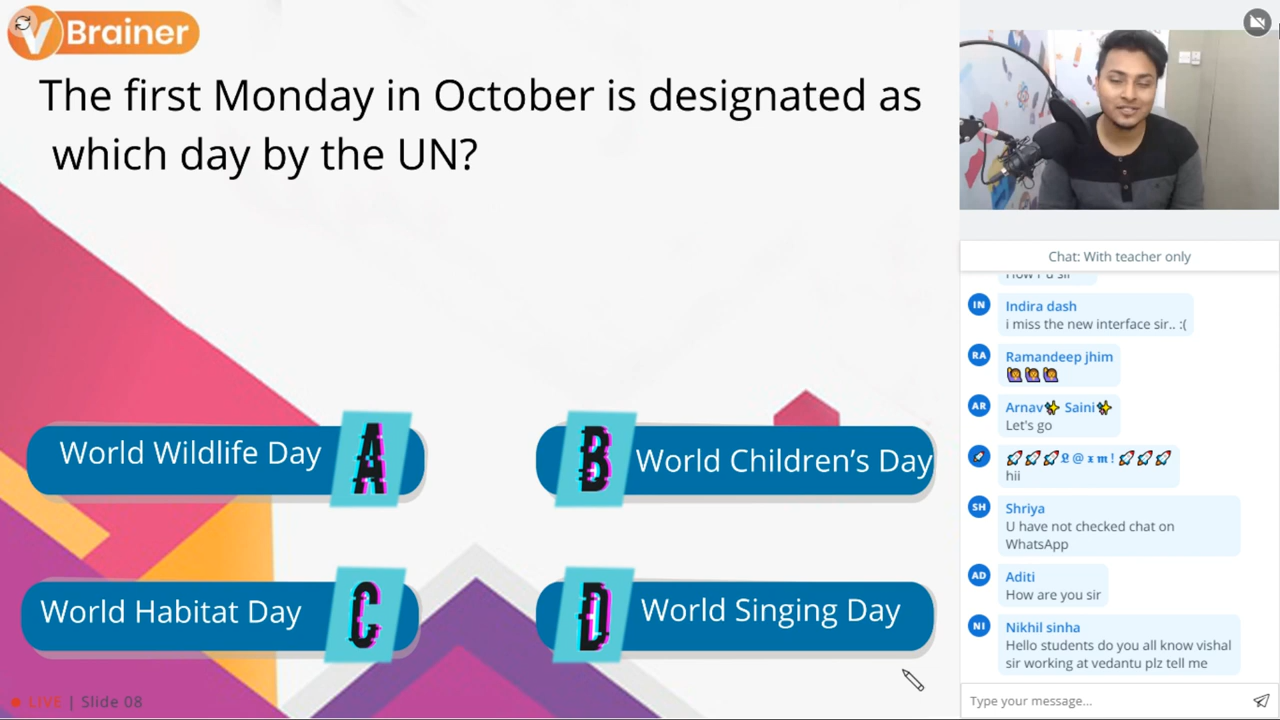 V Brainer
The first Monday in October is designated as
which day by the UN?
World Wildlife Day A
B World Children's Day
World Habitat Day C
D World Singing Day
LIVE | Slide 08
Chat: With teacher only
How r u sir
IN Indira dash
i miss the new interface sir.. :(
RA Ramandeep jhim
🙋🙋🙋
AR Arnav✨ Saini✨
Let's go
🚀🚀🚀𝕷@𝖝𝖒!🚀🚀🚀
hii
SH Shriya
U have not checked chat on
WhatsApp
AD Aditi
How are you sir
NI Nikhil sinha
Hello students do you all know vishal
sir working at vedantu plz tell me
Type your message...